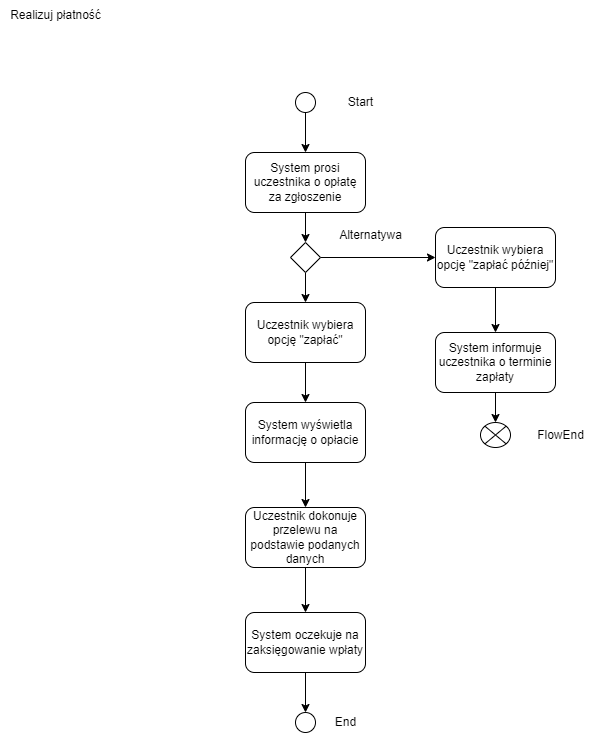 Realizuj płatność
Start
System prosi
uczestnika o opłatę
za zgłoszenie
Alternatywa
Uczestnik wybiera
opcję "zapłać później"
Uczestnik wybiera
opcję "zapłać"
System informuje
uczestnika o terminie
zapłaty
System wyświetla
informację o opłacie
FlowEnd
Uczestnik dokonuje
przelewu na
podstawie podanych
danych
System oczekuje na
zaksięgowanie wpłaty
End